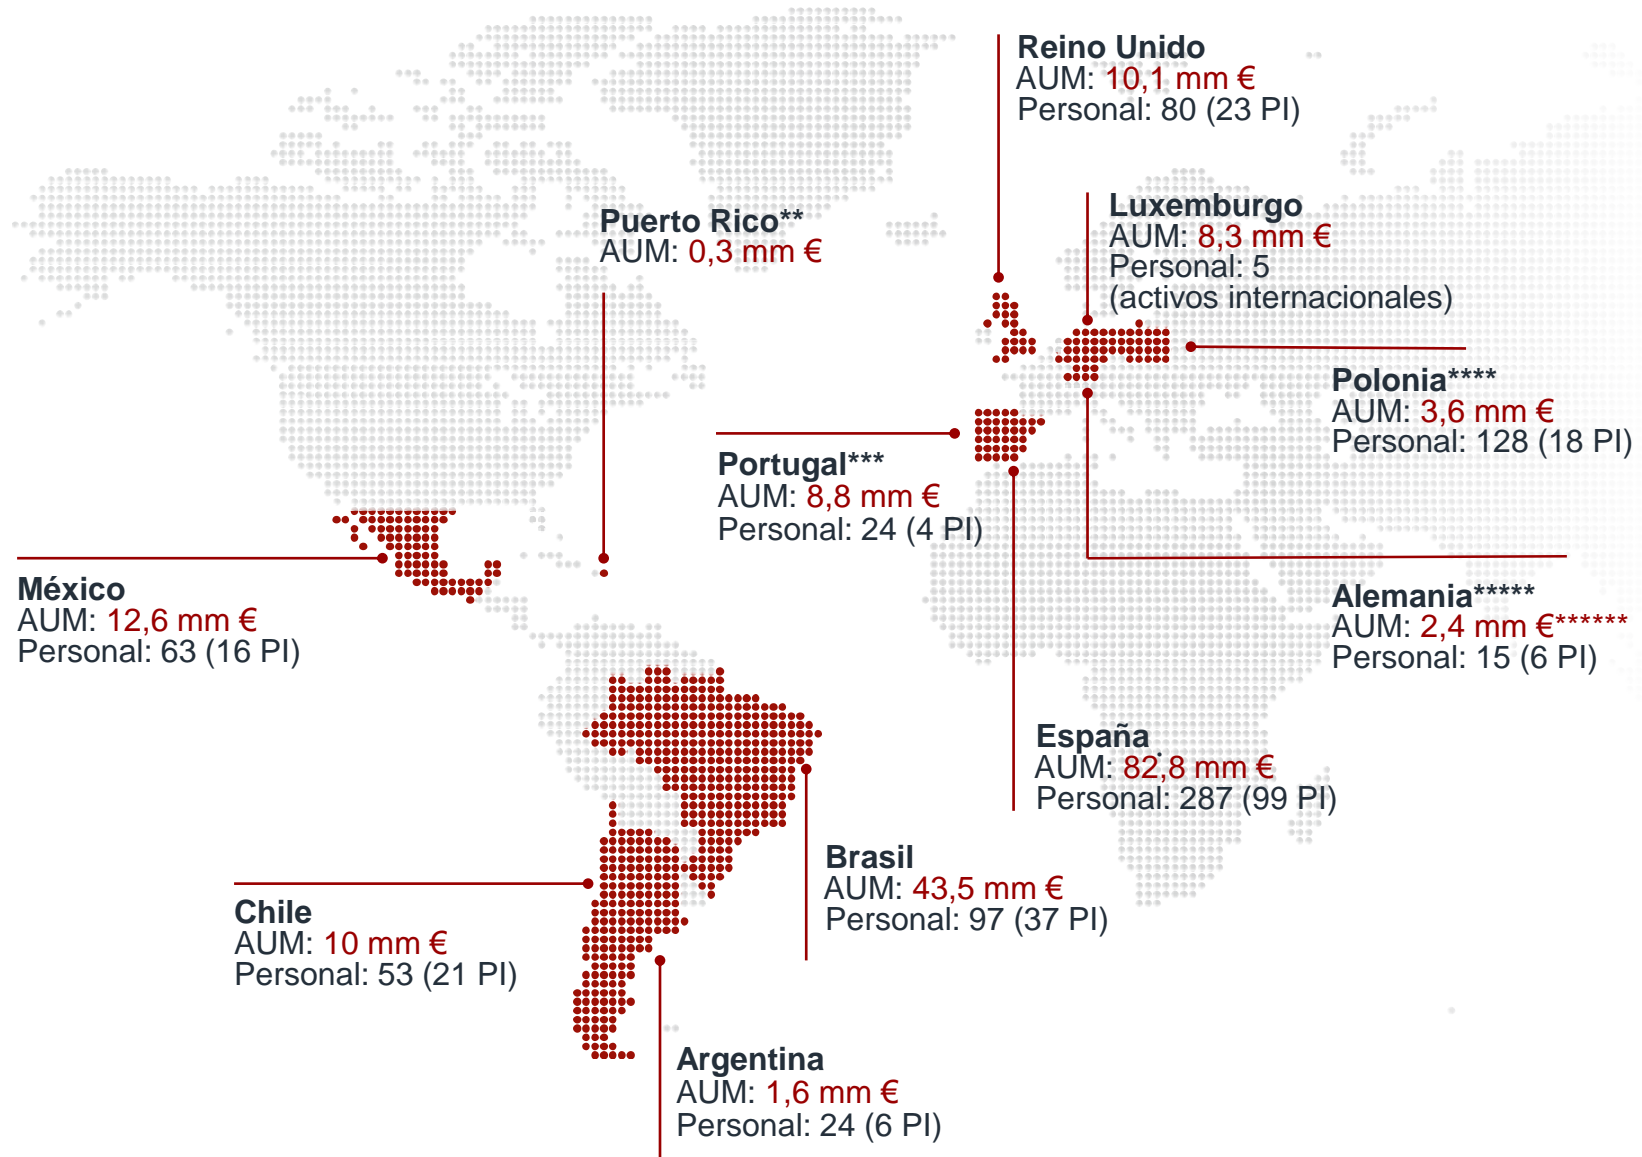 Reino Unido
AUM: 10,1 mm €
Personal: 80 (23 PI)
Luxemburgo
AUM: 8,3 mm €
Personal: 5
(activos internacionales)
Puerto Rico**
AUM: 0,3 mm €
Polonia****
AUM: 3,6 mm €
Personal: 128 (18 PI)
Portugal***
AUM: 8,8 mm €
Personal: 24 (4 PI)
México
AUM: 12,6 mm €
Personal: 63 (16 PI)
Alemania*****
AUM: 2,4 mm €******
Personal: 15 (6 PI)
España
AUM: 82,8 mm €
Personal: 287 (99 PI)
Brasil
AUM: 43,5 mm €
Personal: 97 (37 PI)
Chile
AUM: 10 mm €
Personal: 53 (21 PI)
Argentina
AUM: 1,6 mm €
Personal: 24 (6 PI)